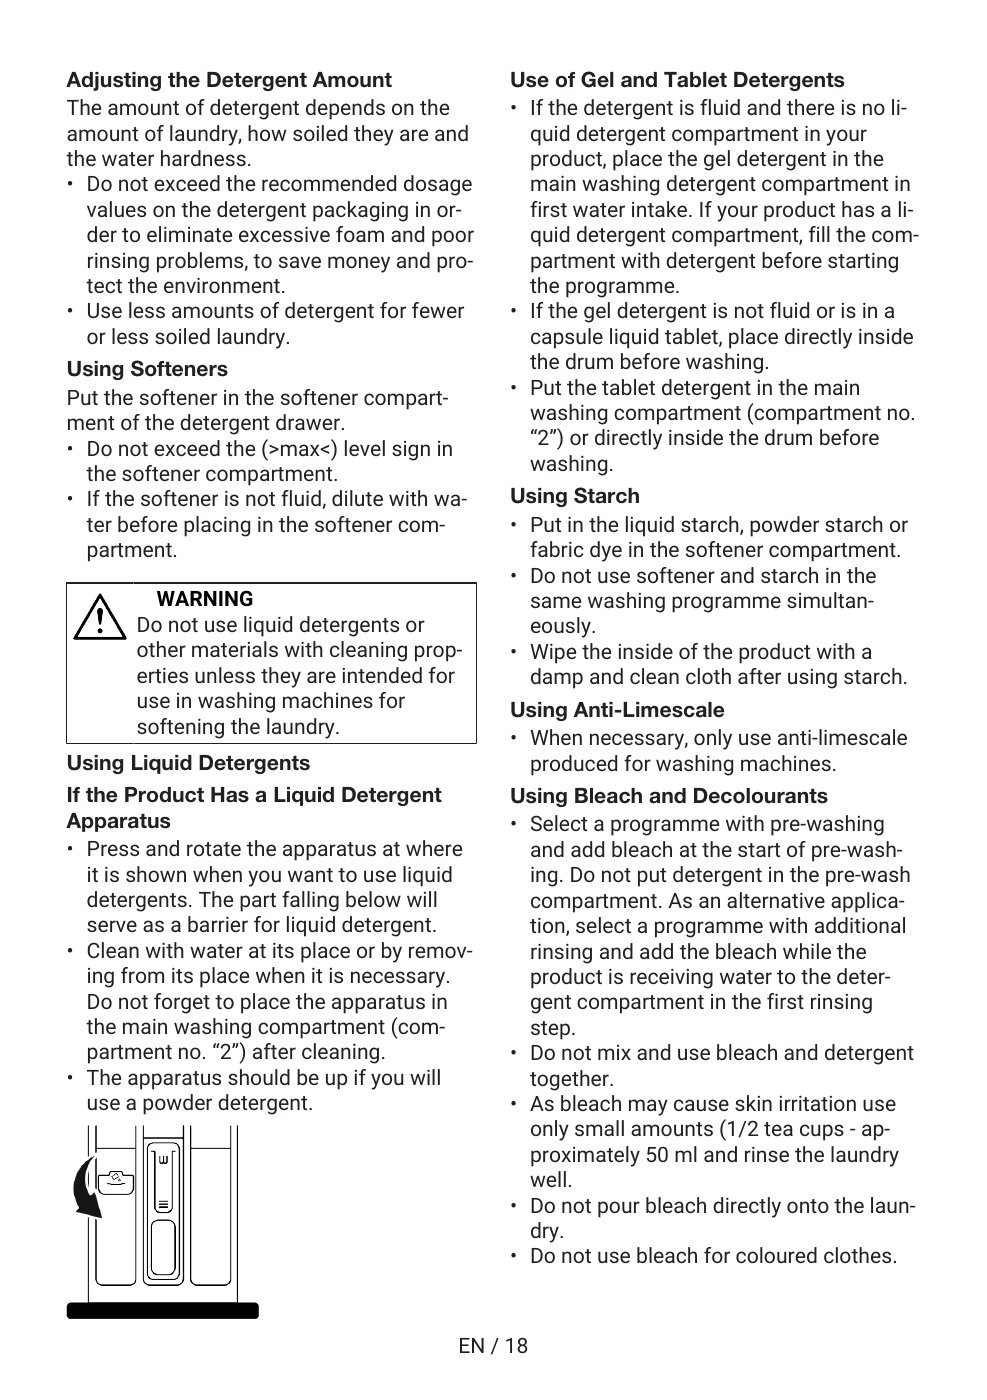 Adjusting the Detergent Amount
The amount of detergent depends on the
amount of laundry, how soiled they are and
the water hardness.
• Do not exceed the recommended dosage
values on the detergent packaging in or-
der to eliminate excessive foam and poor
rinsing problems, to save money and pro-
tect the environment.
• Use less amounts of detergent for fewer
or less soiled laundry.
Using Softeners
Put the softener in the softener compart-
ment of the detergent drawer.
• Do not exceed the (>max<) level sign in
the softener compartment.
• If the softener is not fluid, dilute with wa-
ter before placing in the softener com-
partment.
WARNING
Do not use liquid detergents or
other materials with cleaning prop-
erties unless they are intended for
use in washing machines for
softening the laundry.
Using Liquid Detergents
If the Product Has a Liquid Detergent
Apparatus
• Press and rotate the apparatus at where
it is shown when you want to use liquid
detergents. The part falling below will
serve as a barrier for liquid detergent.
• Clean with water at its place or by remov-
ing from its place when it is necessary.
Do not forget to place the apparatus in
the main washing compartment (com-
partment no. “2”) after cleaning.
• The apparatus should be up if you will
use a powder detergent.
Use of Gel and Tablet Detergents
• If the detergent is fluid and there is no li-
quid detergent compartment in your
product, place the gel detergent in the
main washing detergent compartment in
first water intake. If your product has a li-
quid detergent compartment, fill the com-
partment with detergent before starting
the programme.
• If the gel detergent is not fluid or is in a
capsule liquid tablet, place directly inside
the drum before washing.
• Put the tablet detergent in the main
washing compartment (compartment no.
“2”) or directly inside the drum before
washing.
Using Starch
• Put in the liquid starch, powder starch or
fabric dye in the softener compartment.
• Do not use softener and starch in the
same washing programme simultan-
eously.
• Wipe the inside of the product with a
damp and clean cloth after using starch.
Using Anti-Limescale
• When necessary, only use anti-limescale
produced for washing machines.
Using Bleach and Decolourants
• Select a programme with pre-washing
and add bleach at the start of pre-wash-
ing. Do not put detergent in the pre-wash
compartment. As an alternative applica-
tion, select a programme with additional
rinsing and add the bleach while the
product is receiving water to the deter-
gent compartment in the first rinsing
step.
• Do not mix and use bleach and detergent
together.
• As bleach may cause skin irritation use
only small amounts (1/2 tea cups - ap-
proximately 50 ml and rinse the laundry
well.
• Do not pour bleach directly onto the laun-
dry.
• Do not use bleach for coloured clothes.
EN / 18